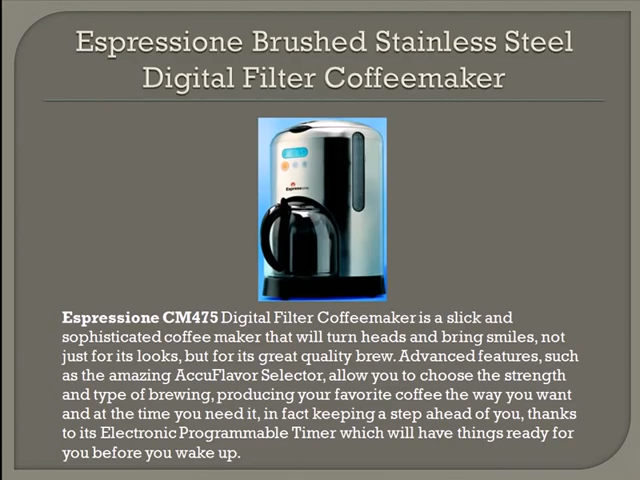 Espressione Brushed Stainless Steel
Digital Filter Coffeemaker
Espressione
Espressione CM475 Digital Filter Coffeemaker is a slick and
sophisticated coffee maker that will turn heads and bring smiles, not
just for its looks, but for its great quality brew. Advanced features, such
as the amazing AccuFlavor Selector, allow you to choose the strength
and type of brewing, producing your favorite coffee the way you want
and at the time you need it, in fact keeping a step ahead of you, thanks
to its Electronic Programmable Timer which will have things ready for
you before you wake up.